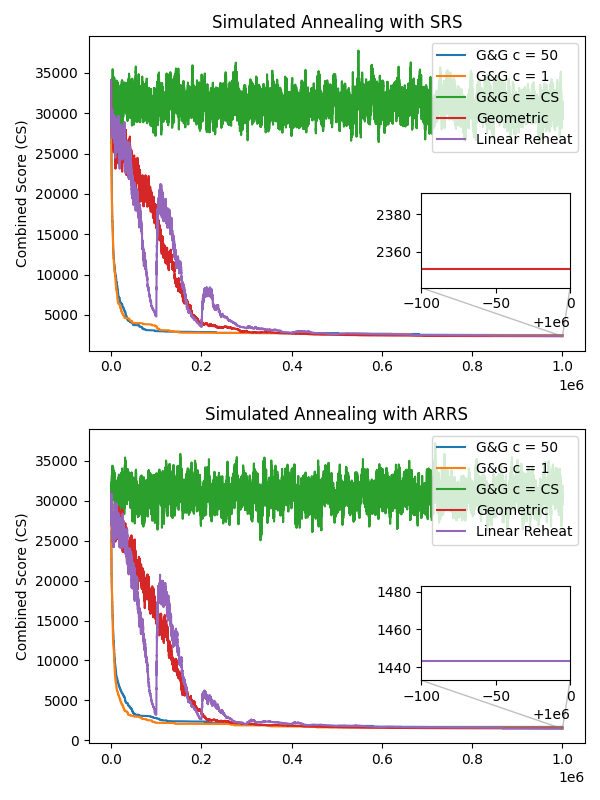 Simulated Annealing with SRS
Combined Score (CS)
35000
30000
25000
20000
15000
10000
5000
G&G c = 50
G&G c = 1
G&G c = CS
Geometric
Linear Reheat
2380
2360
−100
−50
0
+1e6
0.0
0.2
0.4
0.6
0.8
1.0
1e6
Simulated Annealing with ARRS
Combined Score (CS)
35000
30000
25000
20000
15000
10000
5000
0
G&G c = 50
G&G c = 1
G&G c = CS
Geometric
Linear Reheat
1480
1460
1440
−100
−50
0
+1e6
0.0
0.2
0.4
0.6
0.8
1.0
1e6